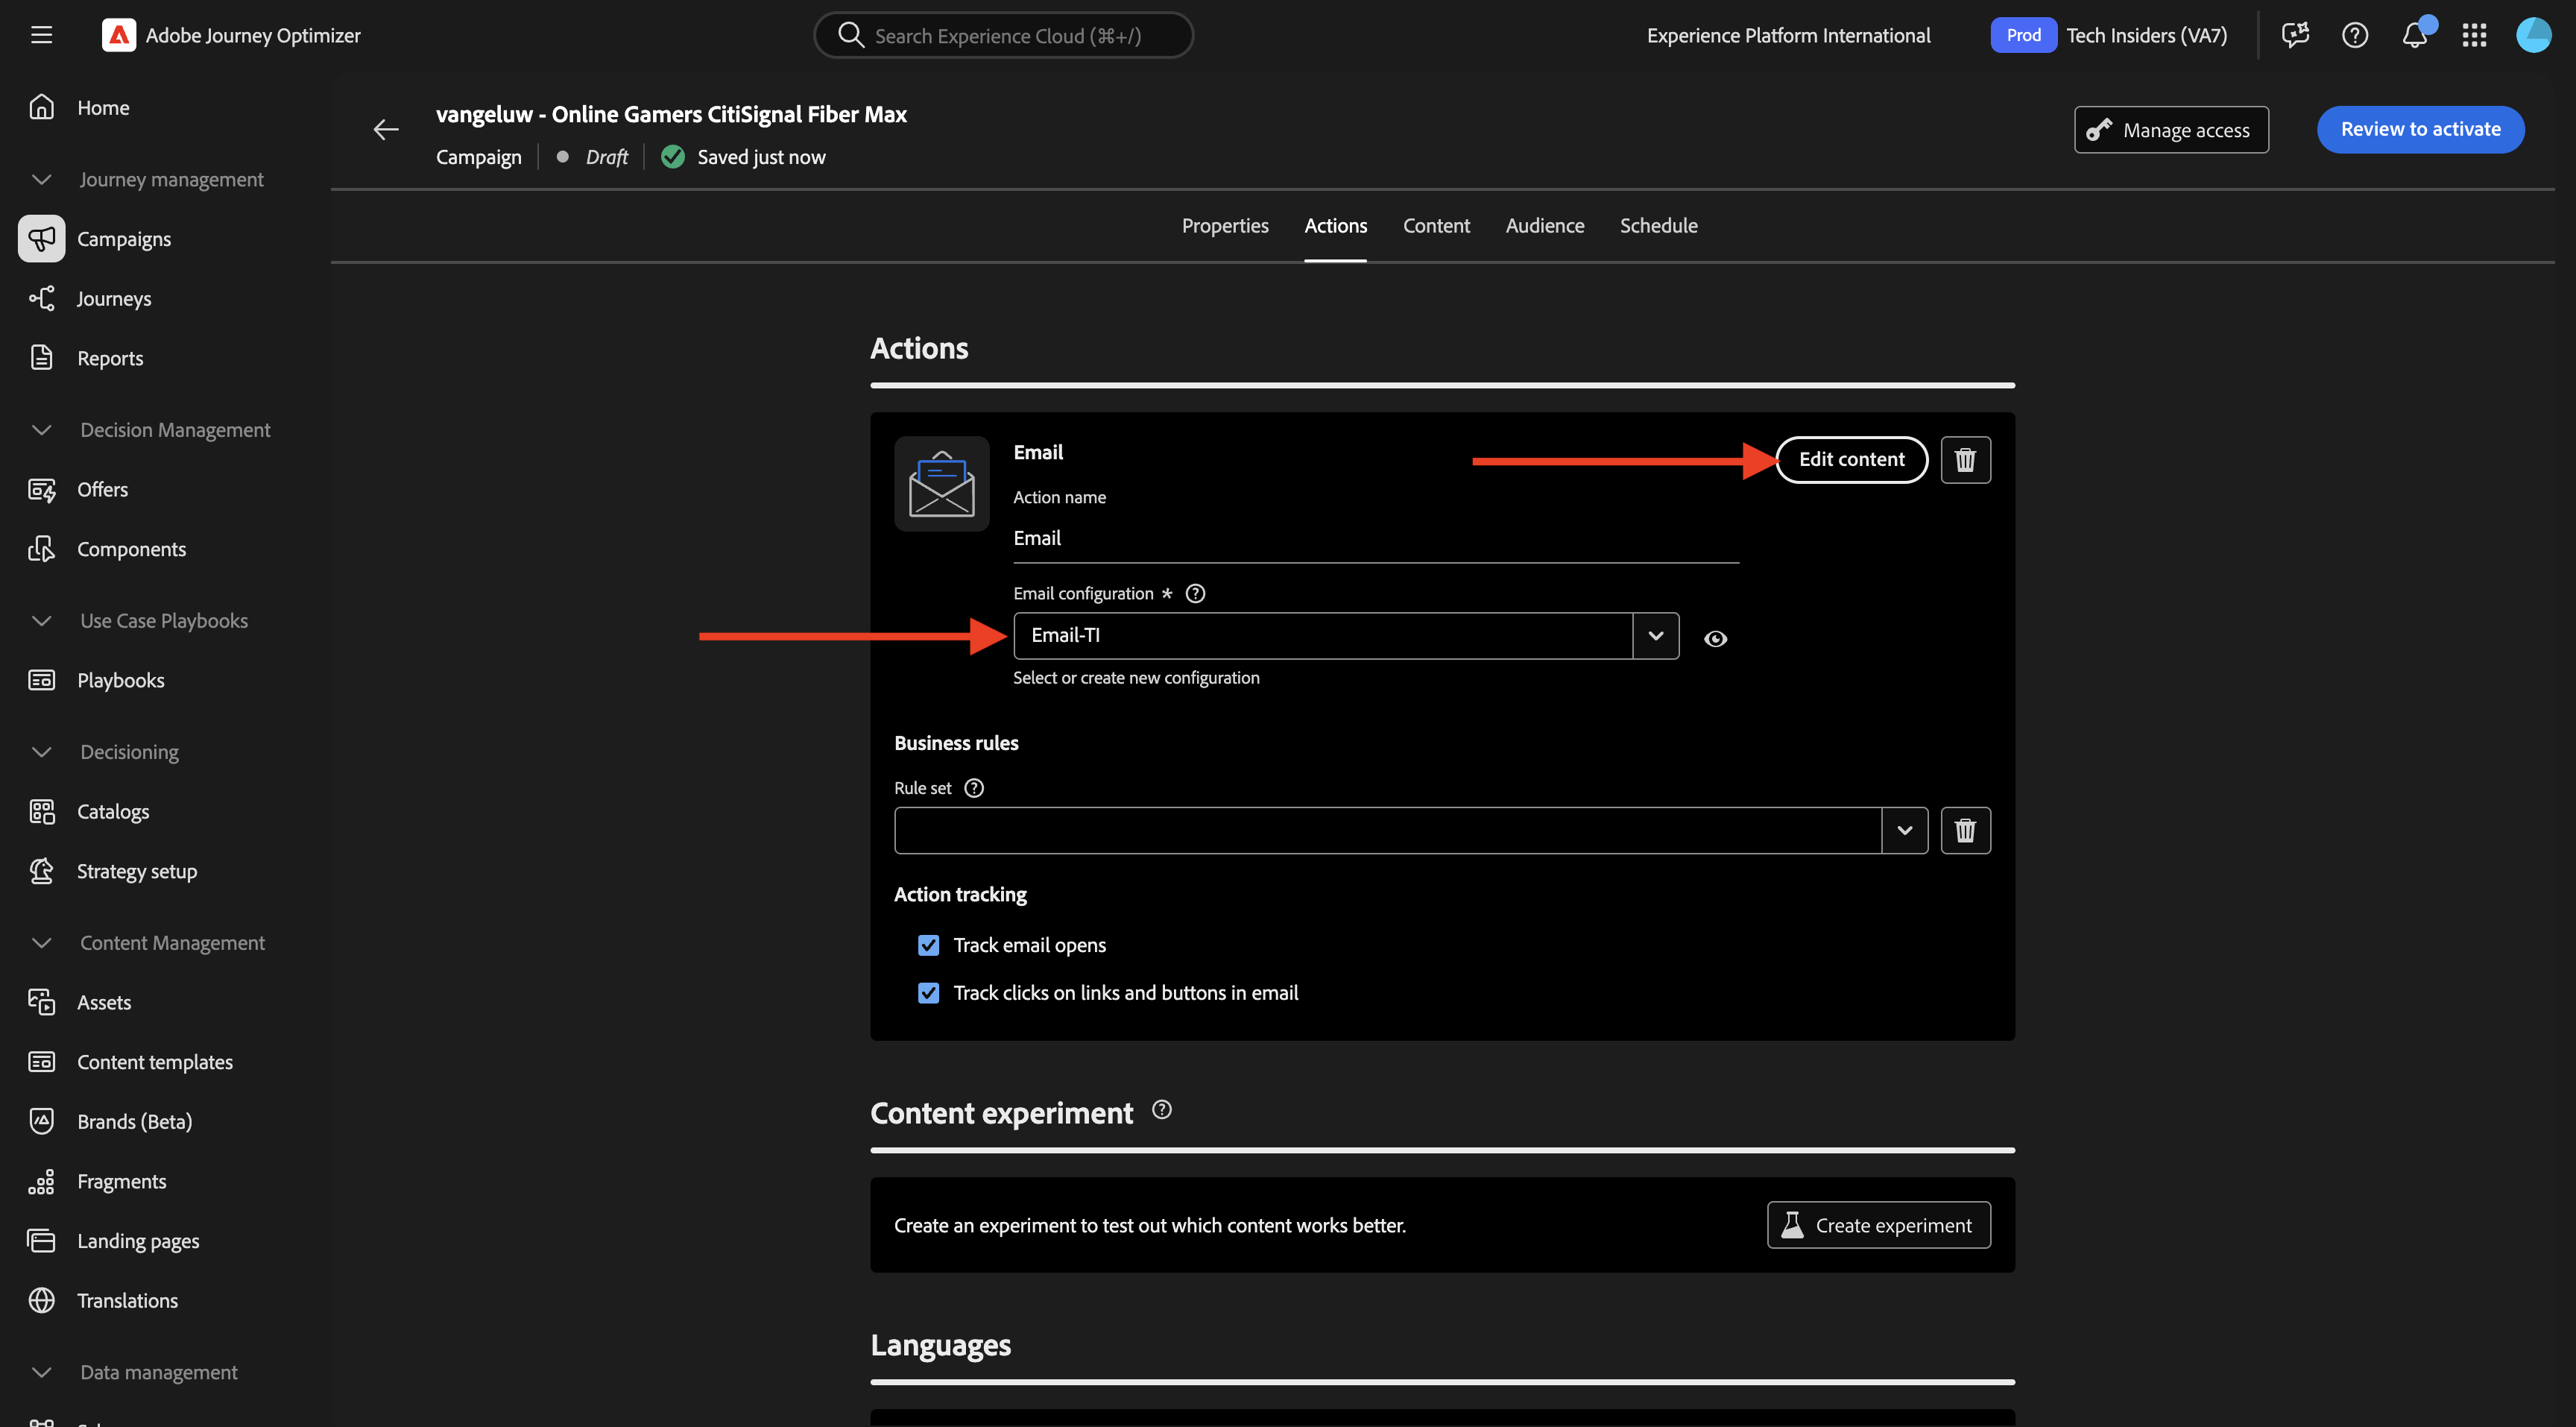 Adobe Journey Optimizer
Search Experience Cloud (⌘+/)
Experience Platform International
Prod
Tech Insiders (VA7)
Home
Journey management
Campaigns
Journeys
Reports
Decision Management
Offers
Components
Use Case Playbooks
Playbooks
Decisioning
Catalogs
Strategy setup
Content Management
Assets
Content templates
Brands (Beta)
Fragments
Landing pages
Translations
Data management
vangeluw - Online Gamers CitiSignal Fiber Max
Campaign
Draft
Saved just now
Manage access
Review to activate
Properties
Actions
Content
Audience
Schedule
Actions
Email
Edit content
Action name
Email
Email configuration *
Email-TI
Select or create new configuration
Business rules
Rule set
Action tracking
Track email opens
Track clicks on links and buttons in email
Content experiment
Create an experiment to test out which content works better.
Create experiment
Languages